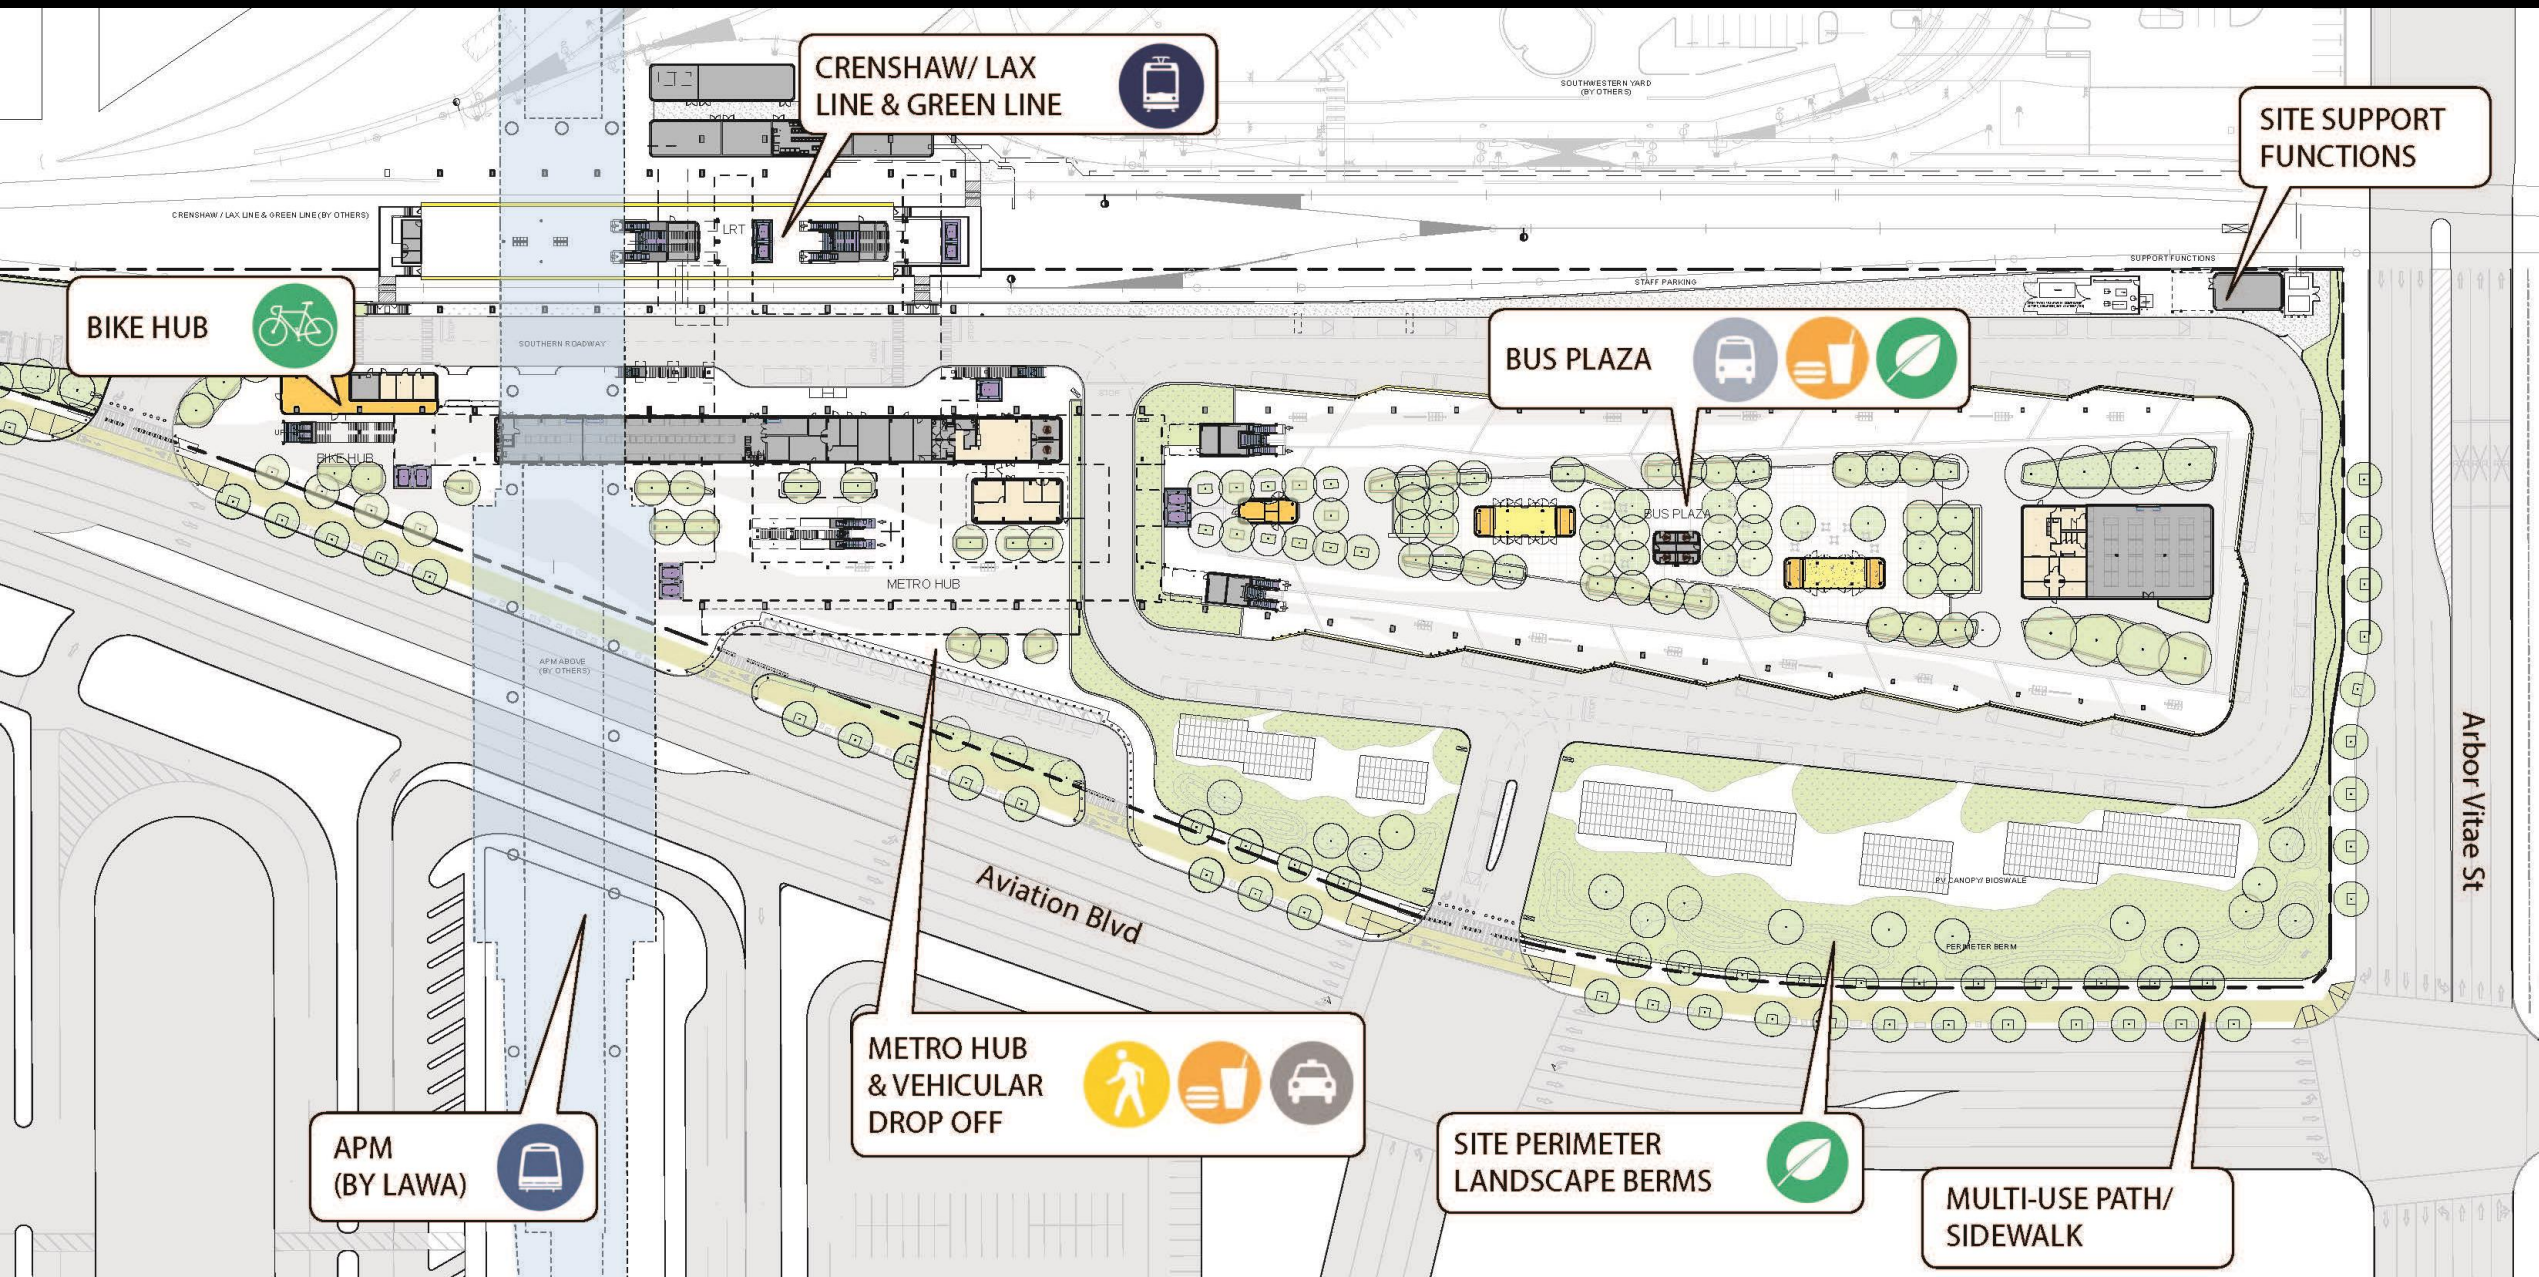 CRENSHAW/ LAX
LINE & GREEN LINE
SOUTHWESTERN YARD
(BY OTHERS)
SITE SUPPORT
FUNCTIONS
CRENSHAW / LAX LINE & GREEN LINE (BY OTHERS)
LRT
SUPPORT FUNCTIONS
STAFF PARKING
BIKE HUB
SOUTHERN ROADWAY
BUS PLAZA
STOP
UP
BIKE HUB
BUS PLAZA
METRO HUB
APM ABOVE
(BY OTHERS)
Arbor Vitae St
Aviation Blvd
PV CANOPY/ BIOSWALE
PERIMETER BERM
METRO HUB
& VEHICULAR
DROP OFF
APM
(BY LAWA)
SITE PERIMETER
LANDSCAPE BERMS
MULTI-USE PATH/
SIDEWALK